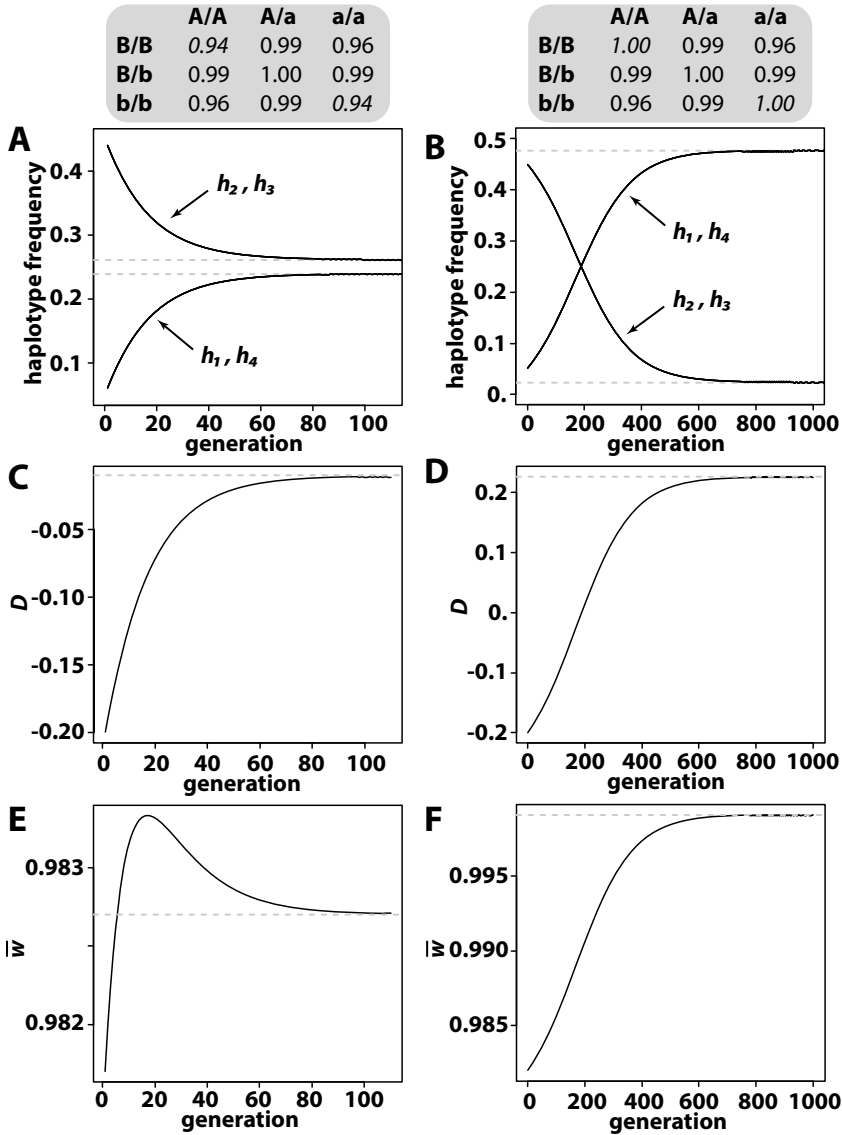 A/A A/a a/a
B/B 0.94 0.99 0.96
B/b 0.99 1.00 0.99
b/b 0.96 0.99 0.94
A/A A/a a/a
B/B 1.00 0.99 0.96
B/b 0.99 1.00 0.99
b/b 0.96 0.99 1.00
A
haplotype frequency
0.4
0.3
0.2
0.1
h2 , h3
h1 , h4
0 20 40 60 80 100
generation
B
haplotype frequency
0.5
0.4
0.3
0.2
0.1
0.
h1 , h4
h2 , h3
0 200 400 600 800 1000
generation
C
D
-0.05
-0.10
-0.15
-0.20
0 20 40 60 80 100
generation
D
D
0.2
0.1
0.
-0.1
-0.2
0 200 400 600 800 1000
generation
E
w̅
0.983
0.982
0 20 40 60 80 100
generation
F
w̅
0.995
0.990
0.985
0 200 400 600 800 1000
generation